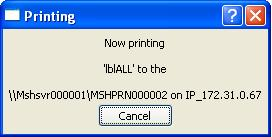 Printing
Now printing
'lblALL' to the
\\Mshsvr000001\MSHPRN000002 on IP_172.31.0.67
Cancel